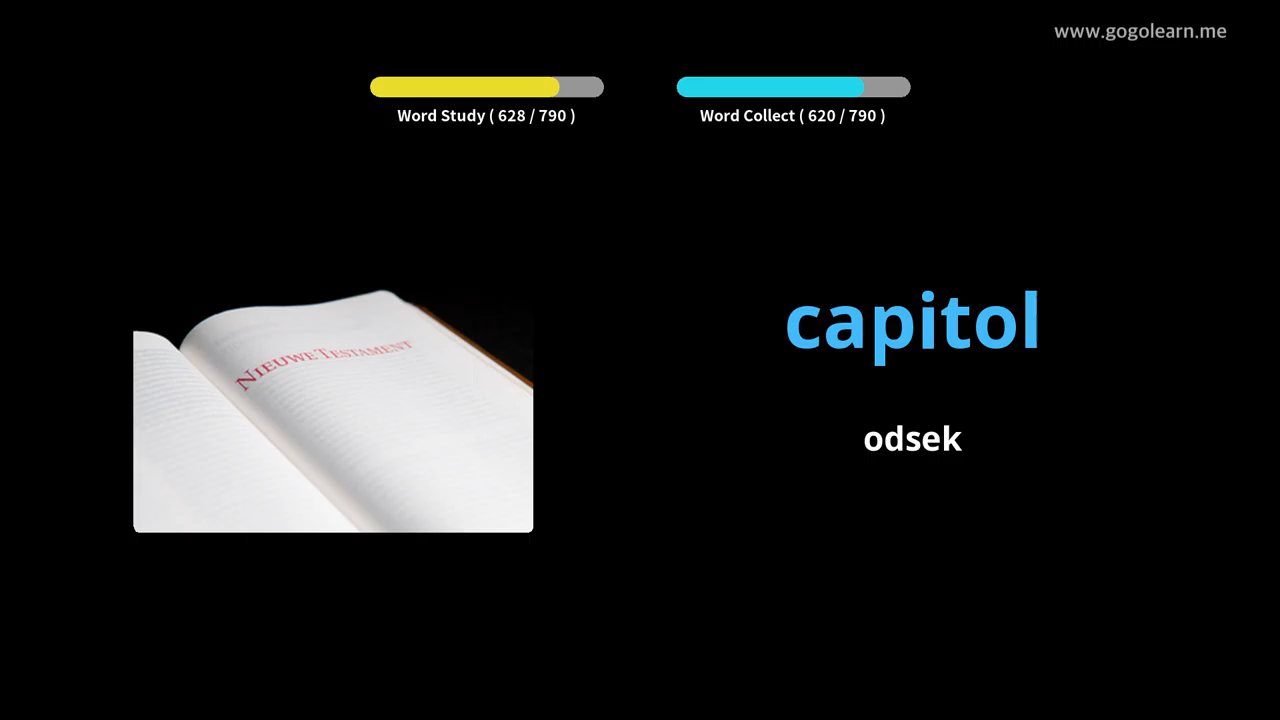 www.gogolearn.me
Word Study ( 628 / 790 )
Word Collect ( 620 / 790 )
NIEUWE TESTAMENT
capitol
odsek